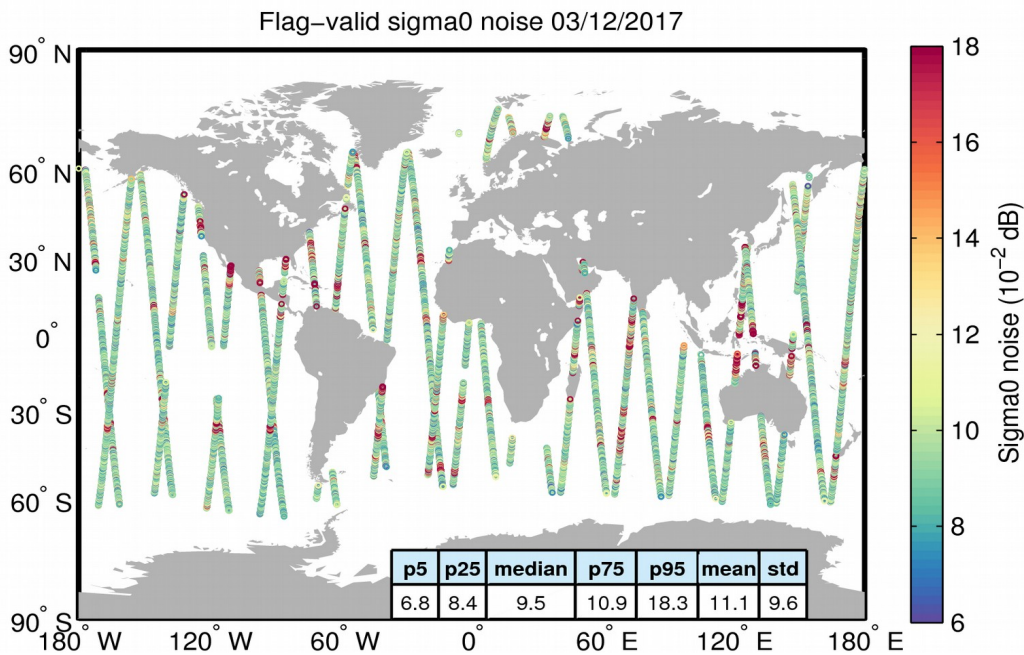 Flag−valid sigma0 noise 03/12/2017
90° N
60° N
30° N
0°
30° S
60° S
90° S
180° W 120° W 60° W 0° 60° E 120° E 180° E
p5 p25 median p75 p95 mean std
6.8 8.4 9.5 10.9 18.3 11.1 9.6
18
16
14
12
10
8
6
Sigma0 noise (10⁻² dB)